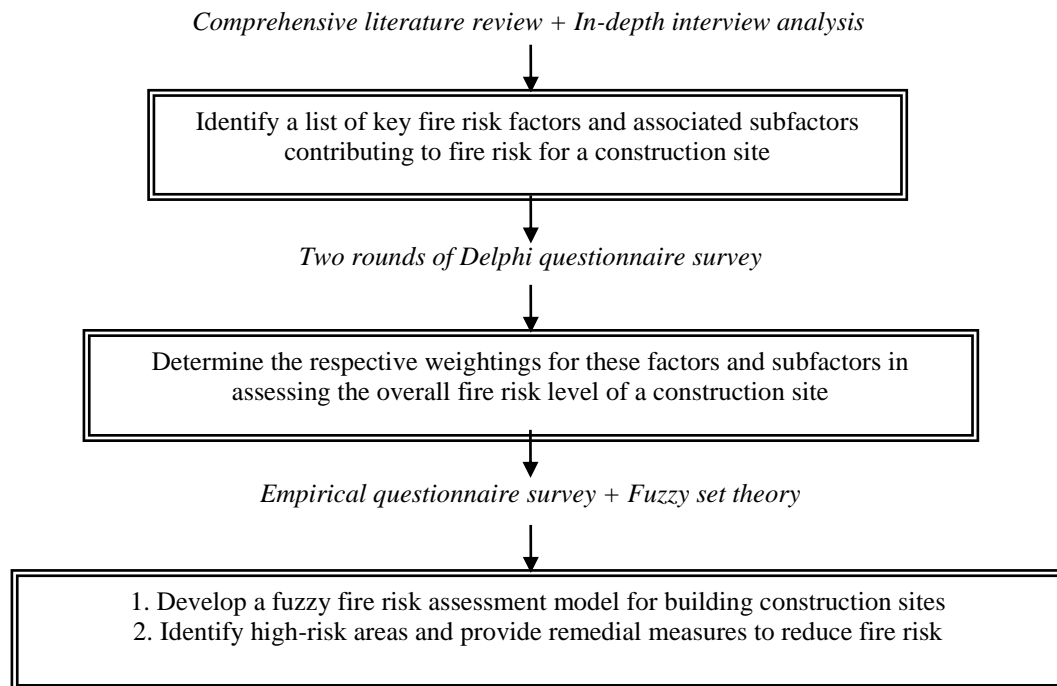 Comprehensive literature review + In-depth interview analysis
Identify a list of key fire risk factors and associated subfactors
contributing to fire risk for a construction site
Two rounds of Delphi questionnaire survey
Determine the respective weightings for these factors and subfactors in
assessing the overall fire risk level of a construction site
Empirical questionnaire survey + Fuzzy set theory
1. Develop a fuzzy fire risk assessment model for building construction sites
2. Identify high-risk areas and provide remedial measures to reduce fire risk